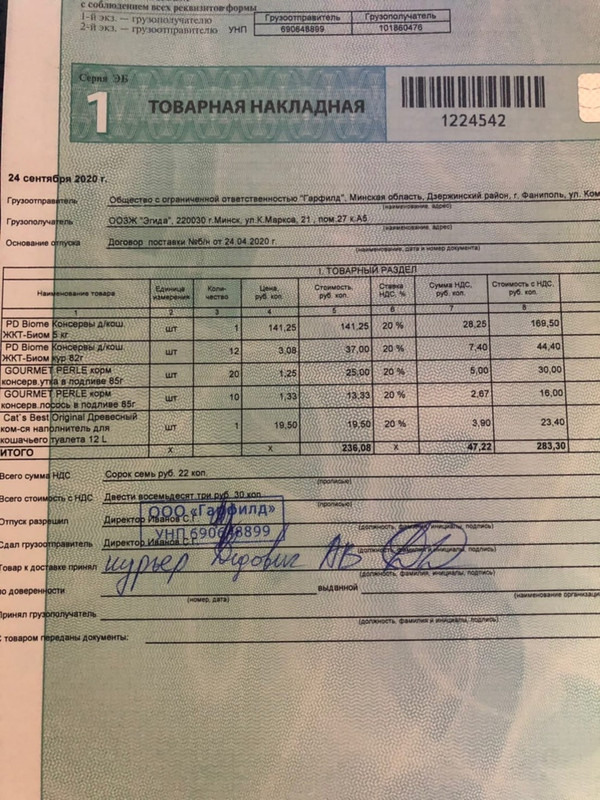 с соблюдением всех реквизитов формы
1-й экз. — грузополучателю
2-й экз. — грузоотправителю УНП
Грузоотправитель Грузополучатель
690648899 101860476
Серия ЭБ
1 ТОВАРНАЯ НАКЛАДНАЯ
1224542
24 сентября 2020 г.
Грузоотправитель Общество с ограниченной ответственностью "Гарфилд", Минская область, Дзержинский район, г. Фаниполь, ул. Ком
(наименование, адрес)
Грузополучатель ООЗЖ "Эгида", 220030 г.Минск, ул.К.Маркса, 21 , пом.27 к.А5
(наименование, адрес)
Основание отпуска Договор поставки №б/н от 24.04.2020 г.
(наименование, дата и номер документа)
I. ТОВАРНЫЙ РАЗДЕЛ
Наименование товара Единица измерения Коли- чество Цена, руб. коп. Стоимость, руб. коп. Ставка НДС, % Сумма НДС, руб. коп. Стоимость с НДС, руб. коп.
1 2 3 4 5 6 7 8
PD Biome Консервы д/кош. ЖКТ-Биом 5 кг шт 1 141,25 141,25 20 % 28,25 169,50
PD Biome Консервы д/кош. ЖКТ-Биом кур 82г шт 12 3,08 37,00 20 % 7,40 44,40
GOURMET PERLE корм консерв.утка в подливе 85г шт 20 1,25 25,00 20 % 5,00 30,00
GOURMET PERLE корм консерв.лосось в подливе 85г шт 10 1,33 13,33 20 % 2,67 16,00
Cat`s Best Original Древесный ком-ся наполнитель для кошачьего туалета 12 L шт 1 19,50 19,50 20 % 3,90 23,40
ИТОГО х х 236,08 х 47,22 283,30
Всего сумма НДС Сорок семь руб. 22 коп.
(прописью)
Всего стоимость с НДС Двести восемьдесят три руб. 30 коп.
(прописью)
Отпуск разрешил Директор Иванов С.Г.
(должность, фамилия, инициалы, подпись)
ООО «Гарфилд»
УНП 690648899
Сдал грузоотправитель Директор Иванов С.Г.
(должность, фамилия и инициалы, подпись)
Товар к доставке принял курьер Дедович АВ
(должность, фамилия, инициалы, подпись)
по доверенности выданной
(номер, дата) (наименование организац
Принял грузополучатель
(должность, фамилия и инициалы, подпись)
С товаром переданы документы: